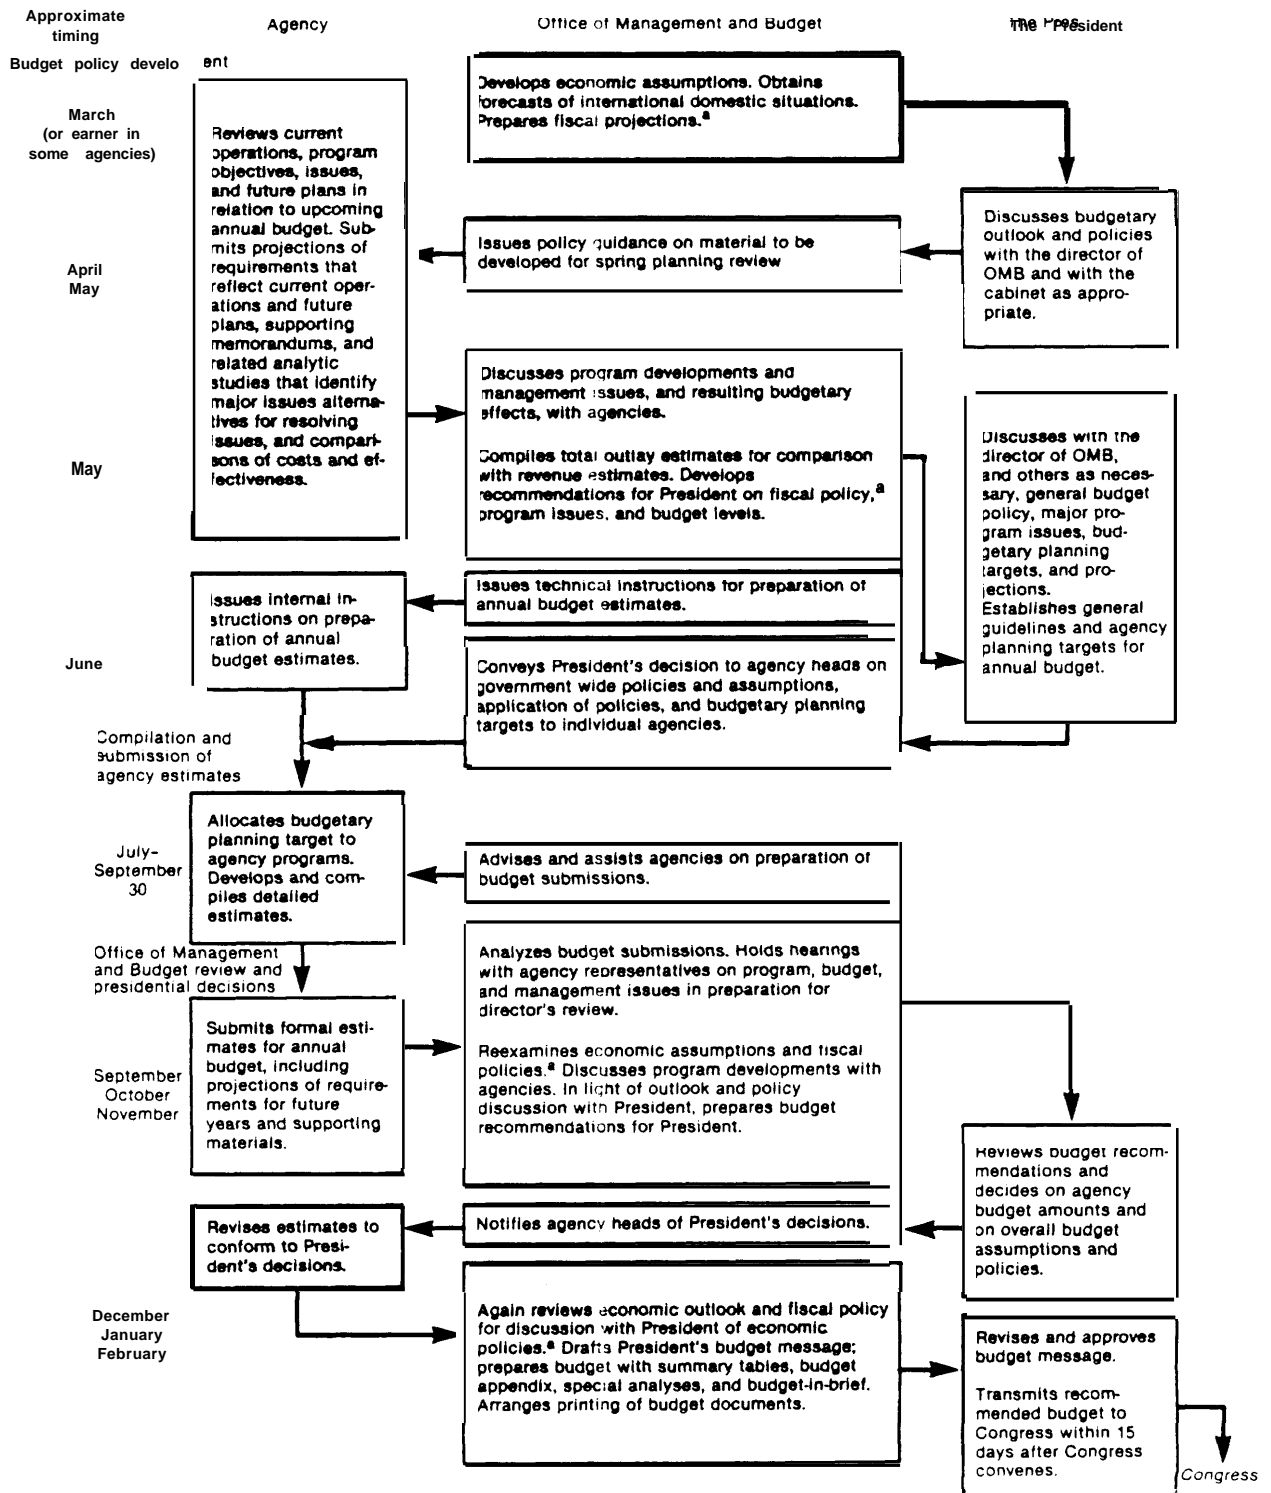 Approximate
timing
Agency
Office of Management and Budget
The President
Budget policy develo ent
March
(or earner in
some agencies)
Reviews current
operations, program
objectives, issues,
and future plans in
relation to upcoming
annual budget. Sub-
mits projections of
requirements that
reflect current oper-
ations and future
plans, supporting
memorandums, and
related analytic
studies that identify
major issues alterna-
tives for resolving
issues, and compari-
sons of costs and ef-
fectiveness.
Develops economic assumptions. Obtains
forecasts of international domestic situations.
Prepares fiscal projections.a
Discusses budgetary
outlook and policies
with the director of
OMB and with the
cabinet as appro-
priate.
April
May
Issues policy guidance on material to be
developed for spring planning review
May
Discusses program developments and
management issues, and resulting budgetary
effects, with agencies.
Compiles total outlay estimates for comparison
with revenue estimates. Develops
recommendations for President on fiscal policy,a
program issues, and budget levels.
Discusses with the
director of OMB,
and others as neces-
sary, general budget
policy, major pro-
gram issues, bud-
getary planning
targets, and pro-
jections.
Establishes general
guidelines and agency
planning targets for
annual budget.
June
Issues internal in-
structions on prepa-
ration of annual
budget estimates.
Issues technical instructions for preparation of
annual budget estimates.
Conveys President's decision to agency heads on
government wide policies and assumptions,
application of policies, and budgetary planning
targets to individual agencies.
Compilation and
submission of
agency estimates
July-
September
30
Allocates budgetary
planning target to
agency programs.
Develops and com-
piles detailed
estimates.
Advises and assists agencies on preparation of
budget submissions.
Office of Management
and Budget review and
presidential decisions
September
October
November
Submits formal esti-
mates for annual
budget, including
projections of require-
ments for future
years and supporting
materials.
Analyzes budget submissions. Holds hearings
with agency representatives on program, budget,
and management issues in preparation for
director's review.
Reexamines economic assumptions and fiscal
policies.a Discusses program developments with
agencies. In light of outlook and policy
discussion with President, prepares budget
recommendations for President.
Reviews budget recom-
mendations and
decides on agency
budget amounts and
on overall budget
assumptions and
policies.
Revises estimates to
conform to Presi-
dent's decisions.
Notifies agency heads of President's decisions.
December
January
February
Again reviews economic outlook and fiscal policy
for discussion with President of economic
policies.a Drafts President's budget message;
prepares budget with summary tables, budget
appendix, special analyses, and budget-in-brief.
Arranges printing of budget documents.
Revises and approves
budget message.
Transmits recom-
mended budget to
Congress within 15
days after Congress
convenes.
Congress